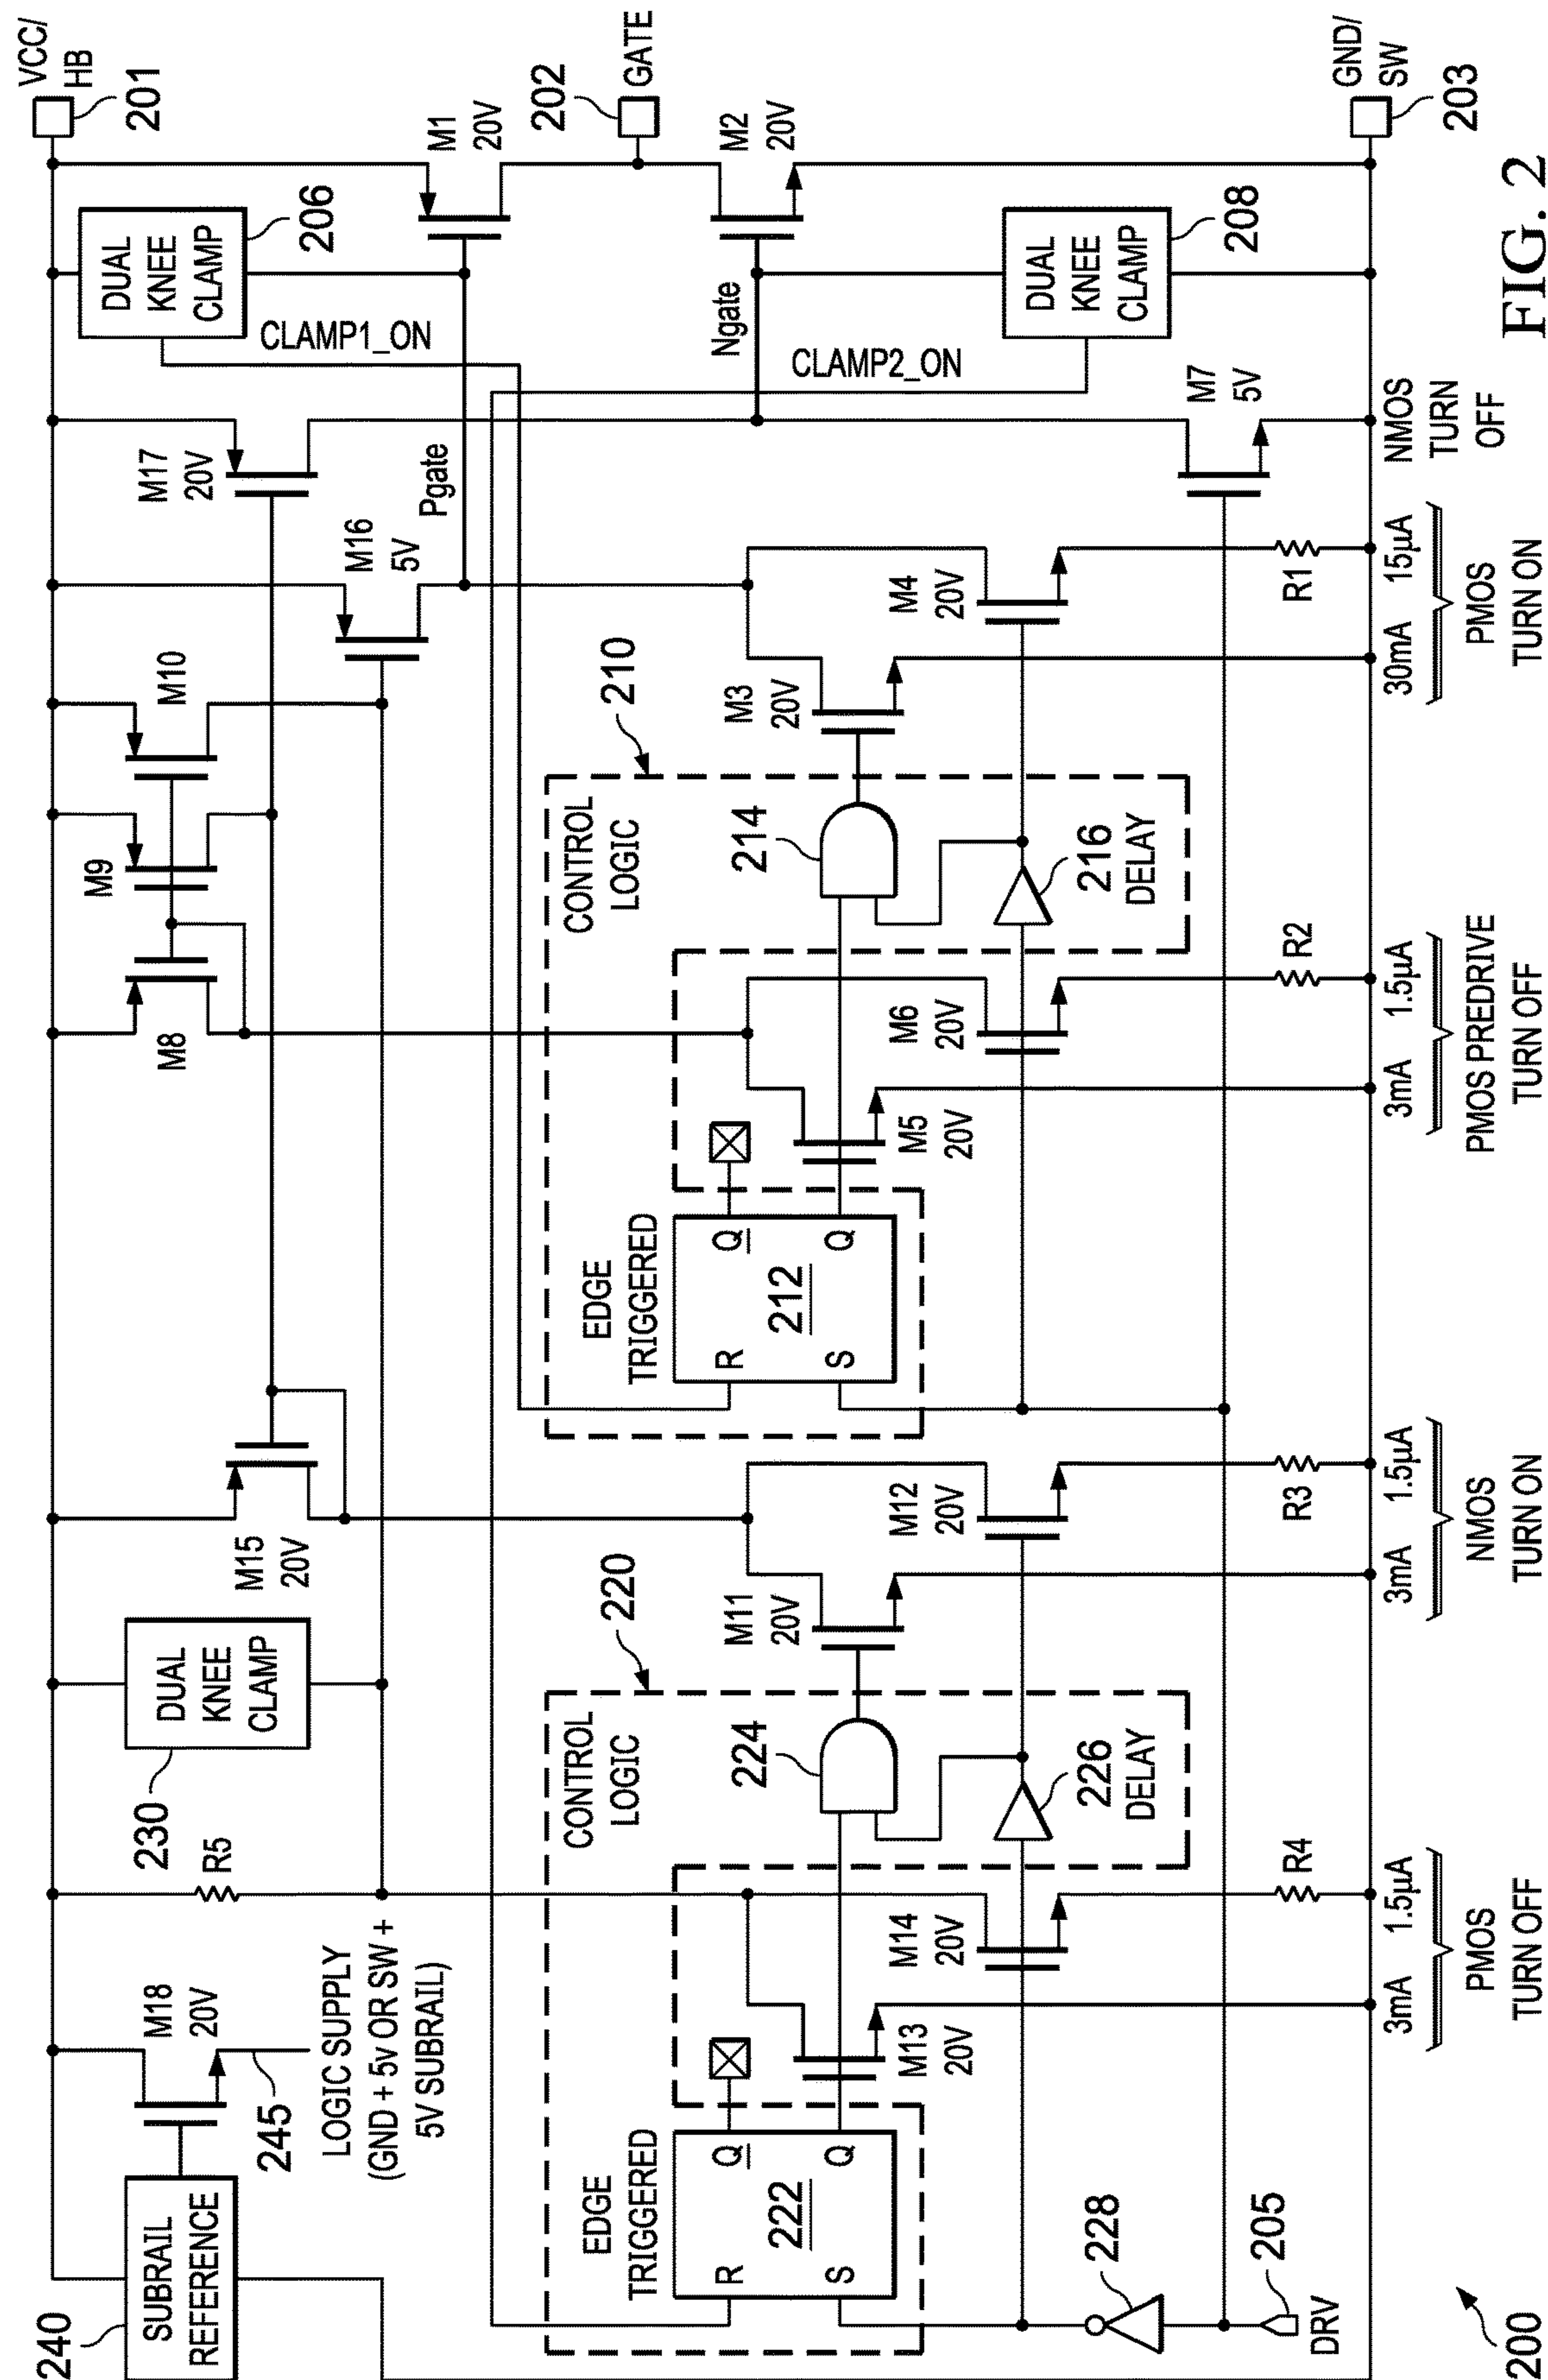 VCC/
HB
201
M1
20V
202
GATE
M2
20V
GND/
SW
203
DUAL
KNEE
CLAMP
206
DUAL
KNEE
CLAMP
208
FIG. 2
CLAMP1_ON
Ngate
CLAMP2_ON
M17
20V
Pgate
M7
5V
NMOS
TURN
OFF
M16
5V
M4
20V
R1
15µA
M10
210
M3
20V
30mA
PMOS
TURN ON
M9
CONTROL
LOGIC
214
216
DELAY
M8
M6
20V
R2
1.5µA
M5
20V
3mA
PMOS PREDRIVE
TURN OFF
EDGE
TRIGGERED
Q
Q
212
R
S
M15
20V
M12
20V
R3
1.5µA
220
M11
20V
3mA
NMOS
TURN ON
DUAL
KNEE
CLAMP
230
CONTROL
LOGIC
224
226
DELAY
R5
M14
20V
R4
1.5µA
M18
20V
245
LOGIC SUPPLY
(GND + 5v OR SW +
5V SUBRAIL)
M13
20V
3mA
PMOS
TURN OFF
SUBRAIL
REFERENCE
240
EDGE
TRIGGERED
Q
Q
222
R
S
228
205
DRV
200